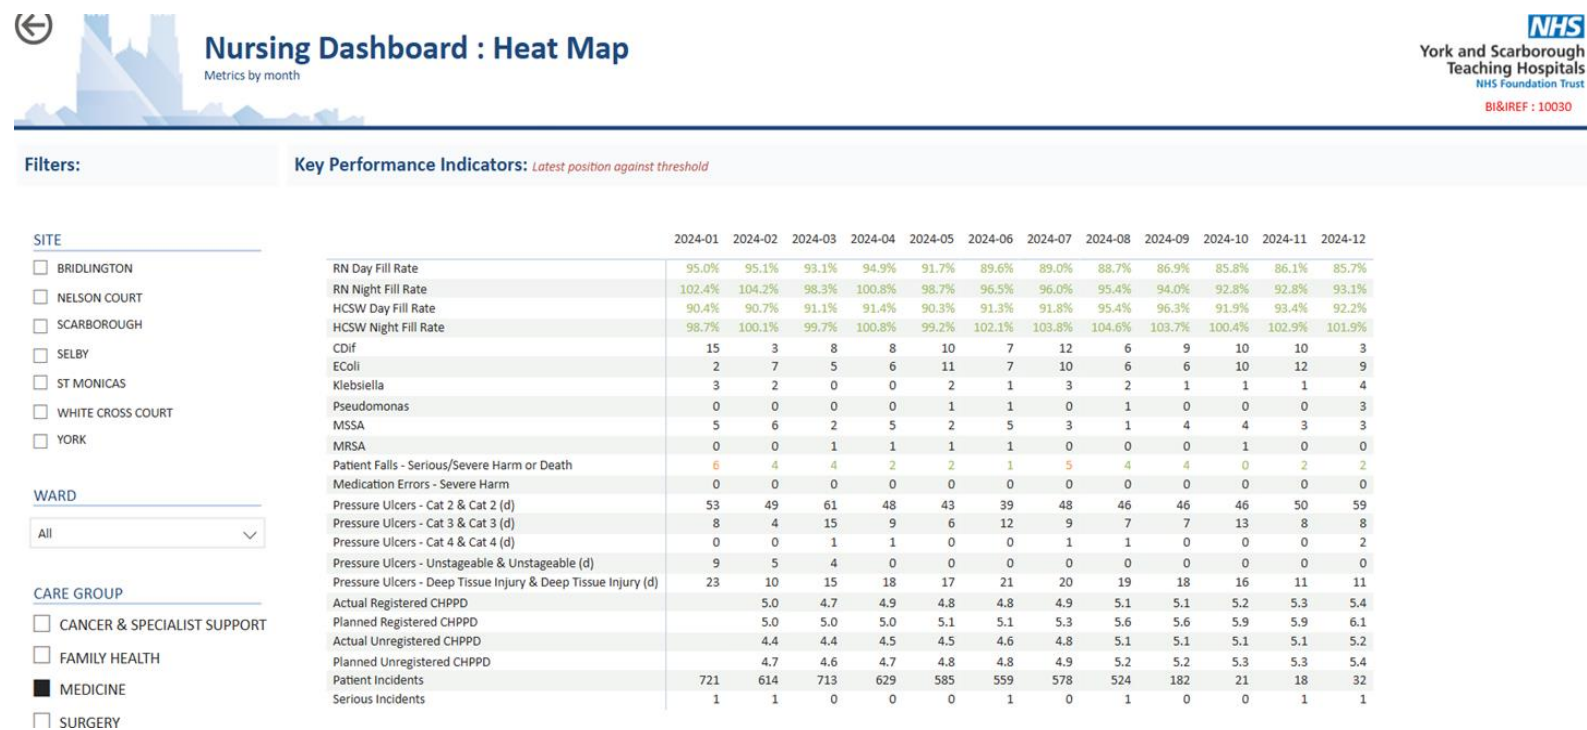 Nursing Dashboard : Heat Map
Metrics by month
NHS
York and Scarborough
Teaching Hospitals
NHS Foundation Trust
BI&IREF : 10030
Filters:
Key Performance Indicators: Latest position against threshold
SITE
BRIDLINGTON
NELSON COURT
SCARBOROUGH
SELBY
ST MONICAS
WHITE CROSS COURT
YORK
WARD
All
CARE GROUP
CANCER & SPECIALIST SUPPORT
FAMILY HEALTH
MEDICINE
SURGERY
2024-01 2024-02 2024-03 2024-04 2024-05 2024-06 2024-07 2024-08 2024-09 2024-10 2024-11 2024-12
RN Day Fill Rate 95.0% 95.1% 93.1% 94.9% 91.7% 89.6% 89.0% 88.7% 86.9% 85.8% 86.1% 85.7%
RN Night Fill Rate 102.4% 104.2% 98.3% 100.8% 98.7% 96.5% 96.0% 95.4% 94.0% 92.8% 92.8% 93.1%
HCSW Day Fill Rate 90.4% 90.7% 91.1% 91.4% 90.3% 91.3% 91.8% 95.4% 96.3% 91.9% 93.4% 92.2%
HCSW Night Fill Rate 98.7% 100.1% 99.7% 100.8% 99.2% 102.1% 103.8% 104.6% 103.7% 100.4% 102.9% 101.9%
CDif 15 3 8 8 10 7 12 6 9 10 10 3
EColi 2 7 5 6 11 7 10 6 6 10 12 9
Klebsiella 3 2 0 0 2 1 3 2 1 1 1 4
Pseudomonas 0 0 0 0 1 1 0 1 0 0 0 3
MSSA 5 6 2 5 2 5 3 1 4 4 3 3
MRSA 0 0 1 1 1 1 0 0 0 1 0 0
Patient Falls - Serious/Severe Harm or Death 6 4 4 2 2 1 5 4 4 0 2 2
Medication Errors - Severe Harm 0 0 0 0 0 0 0 0 0 0 0 0
Pressure Ulcers - Cat 2 & Cat 2 (d) 53 49 61 48 43 39 48 46 46 46 50 59
Pressure Ulcers - Cat 3 & Cat 3 (d) 8 4 15 9 6 12 9 7 7 13 8 8
Pressure Ulcers - Cat 4 & Cat 4 (d) 0 0 1 1 0 0 1 1 0 0 0 2
Pressure Ulcers - Unstageable & Unstageable (d) 9 5 4 0 0 0 0 0 0 0 0 0
Pressure Ulcers - Deep Tissue Injury & Deep Tissue Injury (d) 23 10 15 18 17 21 20 19 18 16 11 11
Actual Registered CHPPD 5.0 4.7 4.9 4.8 4.8 4.9 5.1 5.1 5.2 5.3 5.4
Planned Registered CHPPD 5.0 5.0 5.0 5.1 5.1 5.3 5.6 5.6 5.9 5.9 6.1
Actual Unregistered CHPPD 4.4 4.4 4.5 4.5 4.6 4.8 5.1 5.1 5.1 5.1 5.2
Planned Unregistered CHPPD 4.7 4.6 4.7 4.8 4.8 4.9 5.2 5.2 5.3 5.3 5.4
Patient Incidents 721 614 713 629 585 559 578 524 182 21 18 32
Serious Incidents 1 1 0 0 0 1 0 1 0 0 1 1